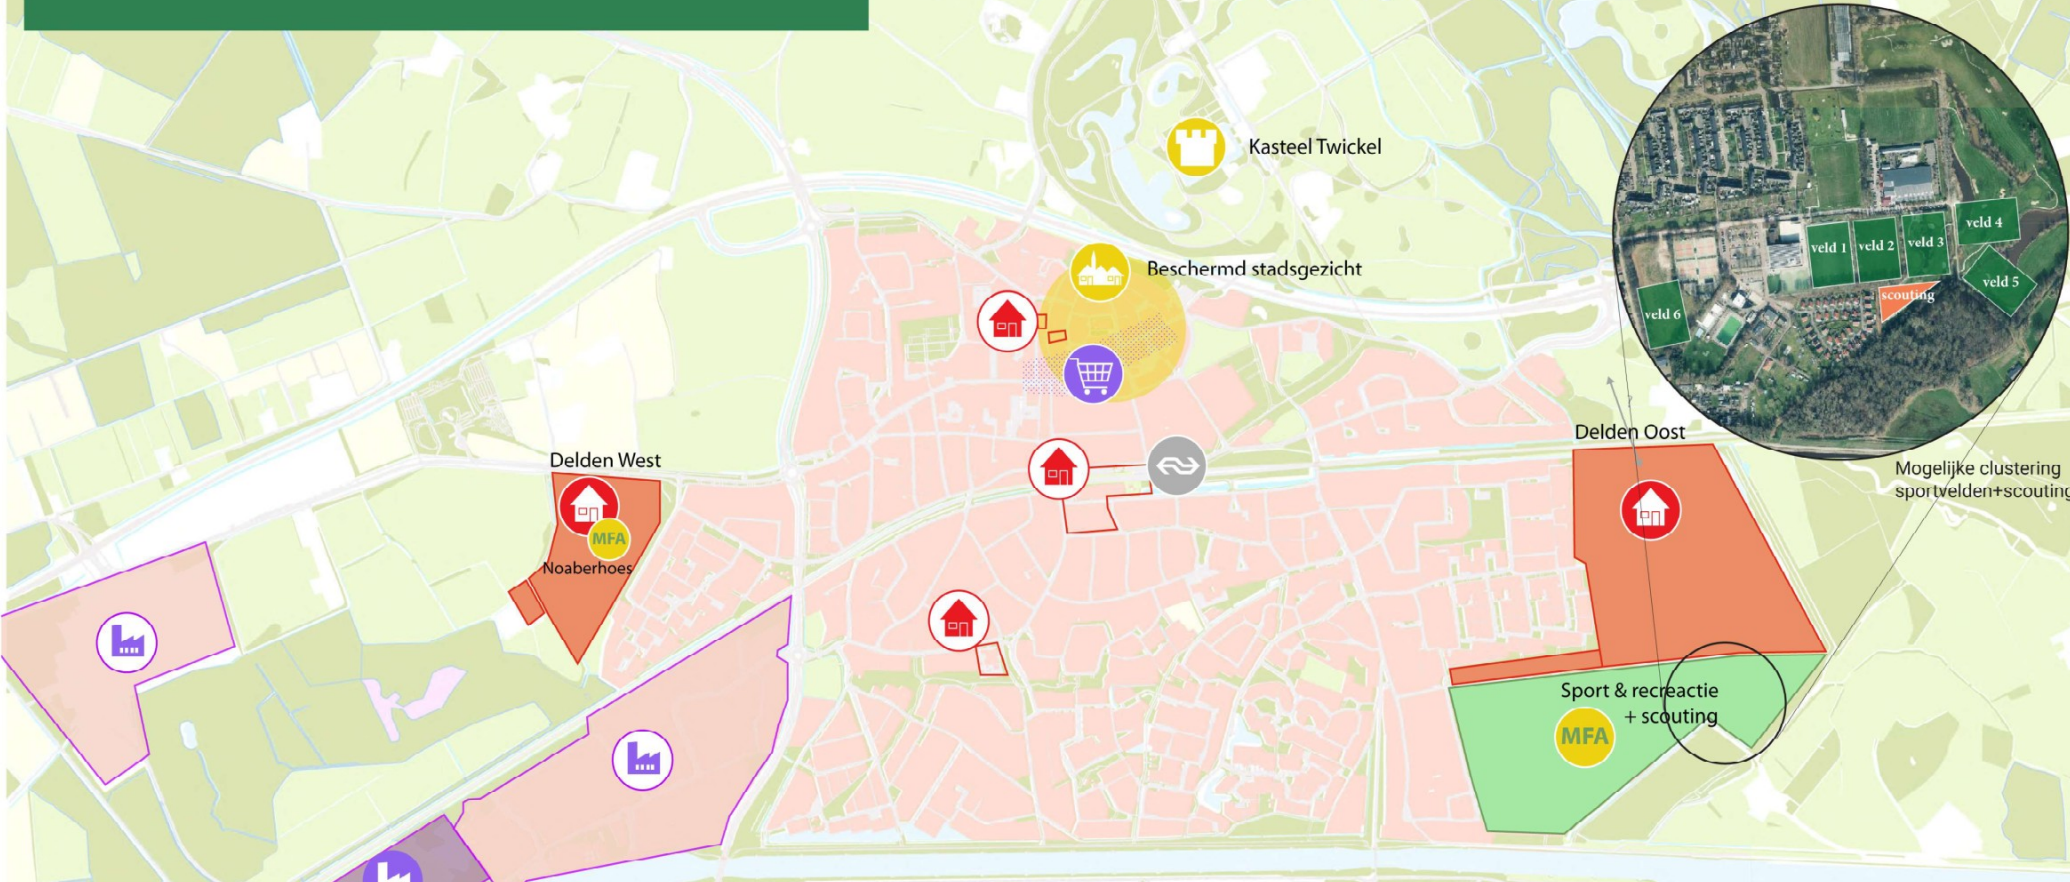 Kasteel Twickel
Beschermd stadsgezicht
Delden West
MFA
Noaberhoes
Delden Oost
Sport & recreactie
+ scouting
MFA
5
veld 4
veld 1
veld 2
veld 3
veld 5
scouting
veld 6
?
Mogelijke clustering
sportvelden+scouting